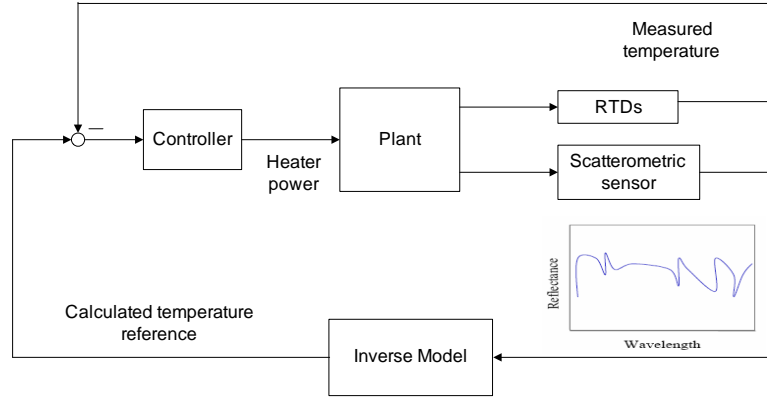 Measured
temperature
RTDs
Controller
Plant
Heater
power
Scatterometric
sensor
Reflectance
Wavelength
Calculated temperature
reference
Inverse Model